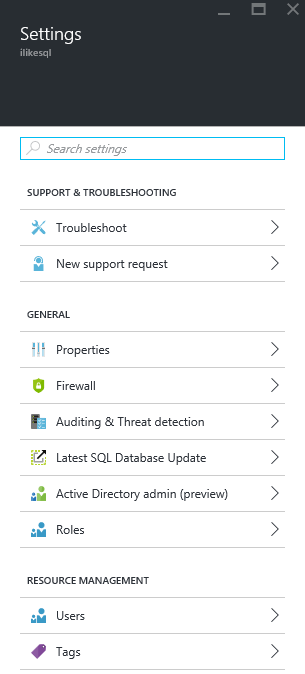 Settings
ilikesql
Search settings
SUPPORT & TROUBLESHOOTING
Troubleshoot
New support request
GENERAL
Properties
Firewall
Auditing & Threat detection
Latest SQL Database Update
Active Directory admin (preview)
Roles
RESOURCE MANAGEMENT
Users
Tags